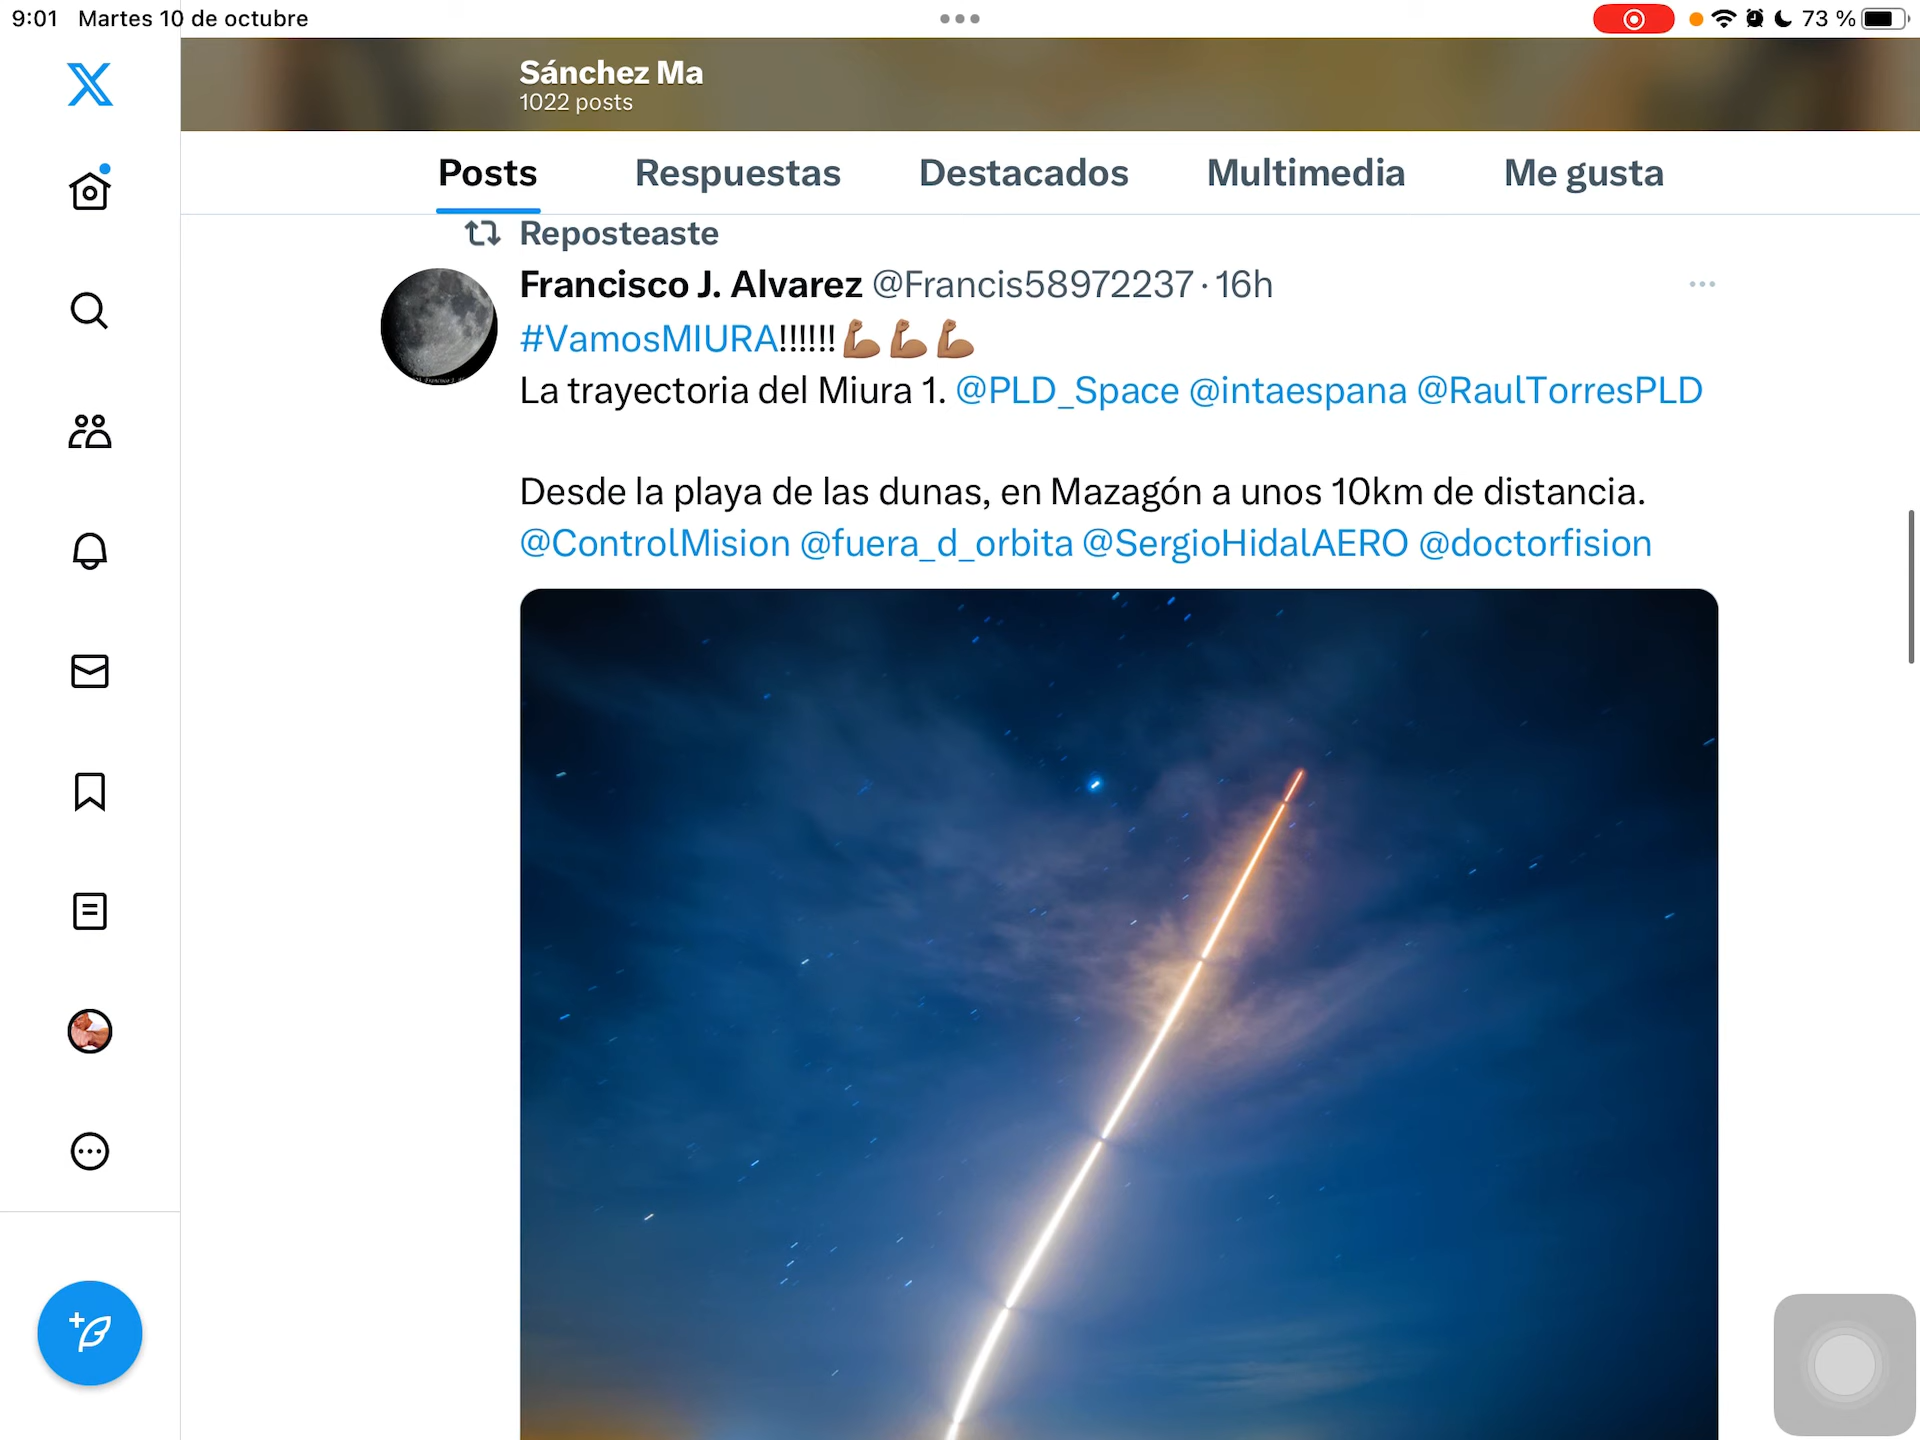 9:01 Martes 10 de octubre
73 %
Sánchez Ma
1022 posts
Posts Respuestas Destacados Multimedia Me gusta
Reposteaste
Francisco J. Alvarez @Francis58972237 · 16h
#VamosMIURA!!!!!!💪🏽💪🏽💪🏽
La trayectoria del Miura 1. @PLD_Space @intaespana @RaulTorresPLD
Desde la playa de las dunas, en Mazagón a unos 10km de distancia.
@ControlMision @fuera_d_orbita @SergioHidalAERO @doctorfision